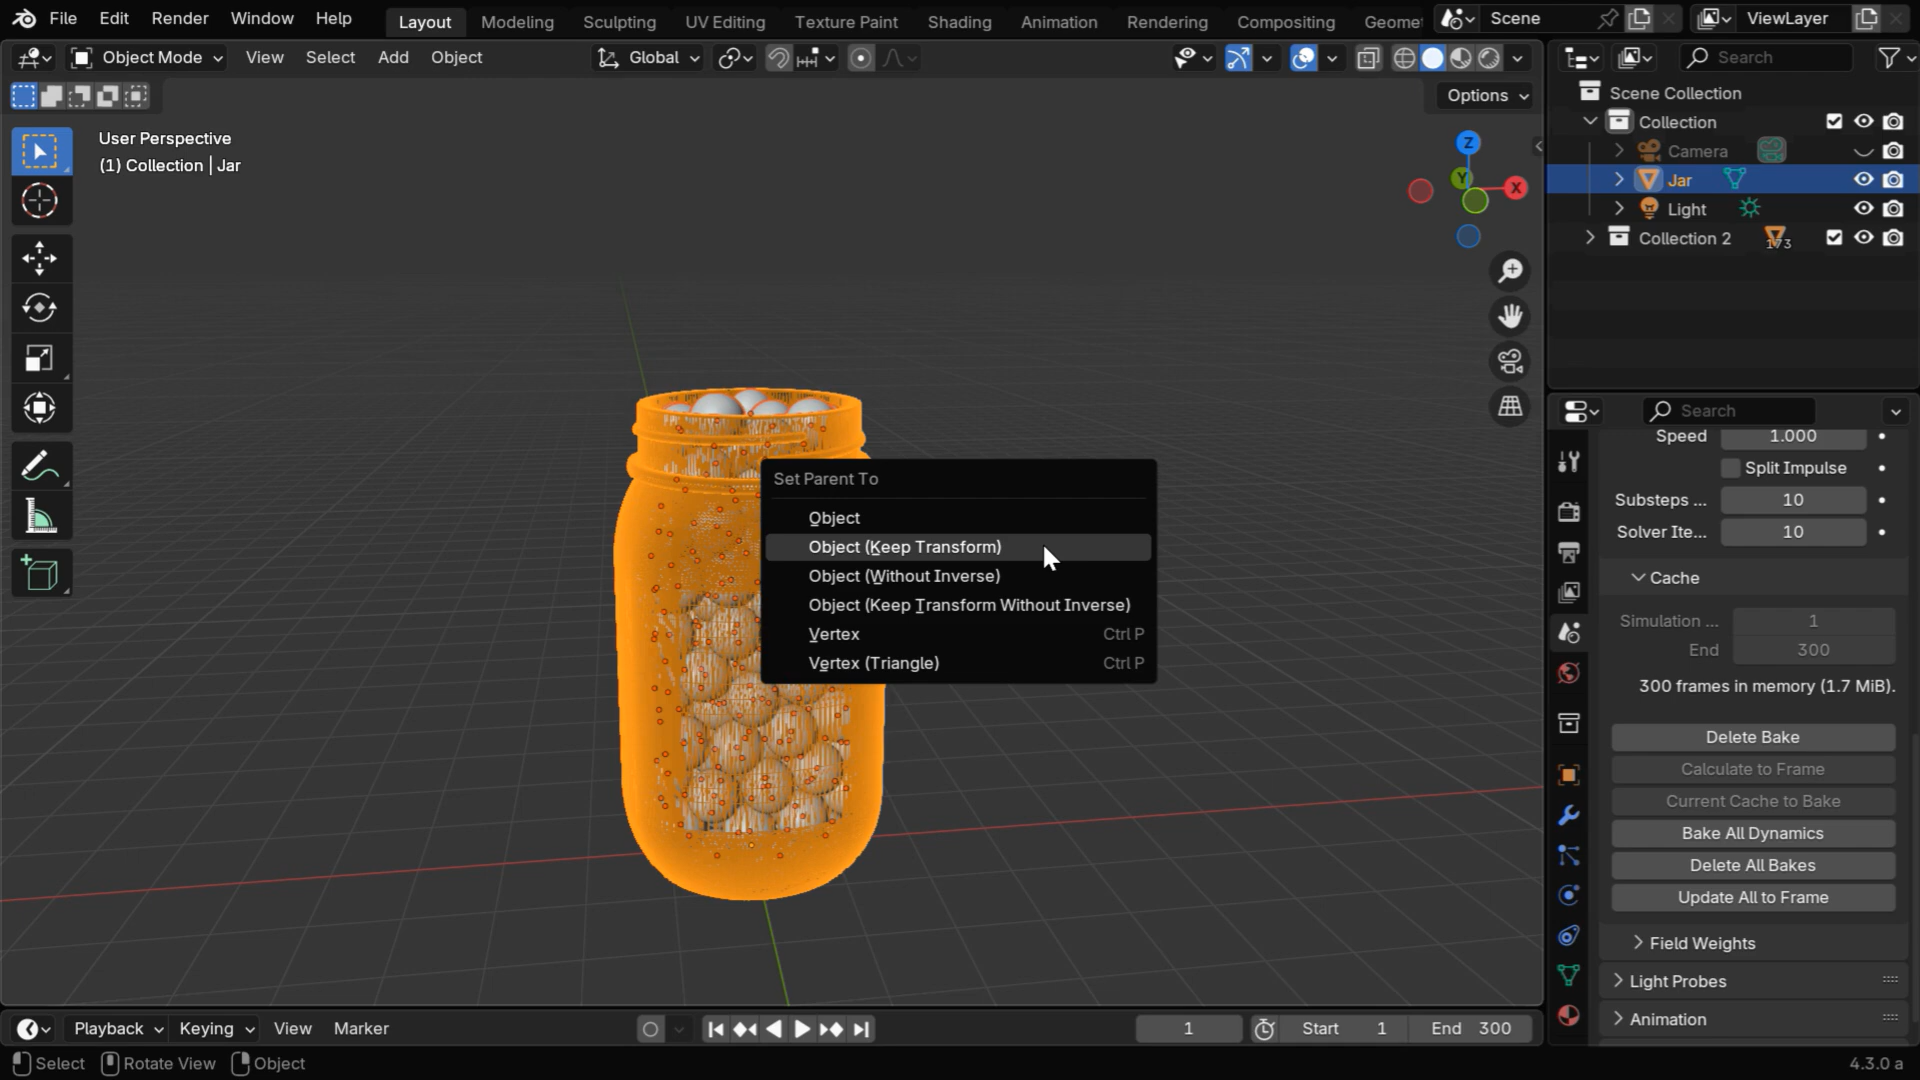 File Edit Render Window Help Layout Modeling Sculpting UV Editing Texture Paint Shading Animation Rendering Compositing Geomet Scene ViewLayer
Object Mode View Select Add Object Global Search
Options
User Perspective
(1) Collection | Jar
Z
Y
X
Scene Collection
Collection
Camera
Jar
Light
Collection 2 173
Set Parent To
Object
Object (Keep Transform)
Object (Without Inverse)
Object (Keep Transform Without Inverse)
Vertex Ctrl P
Vertex (Triangle) Ctrl P
Search
Speed 1.000
Split Impulse
Substeps ... 10
Solver Ite... 10
Cache
Simulation ... 1
End 300
300 frames in memory (1.7 MiB).
Delete Bake
Calculate to Frame
Current Cache to Bake
Bake All Dynamics
Delete All Bakes
Update All to Frame
Field Weights
Light Probes
Animation
Playback Keying View Marker 1 Start 1 End 300
Select Rotate View Object 4.3.0 a